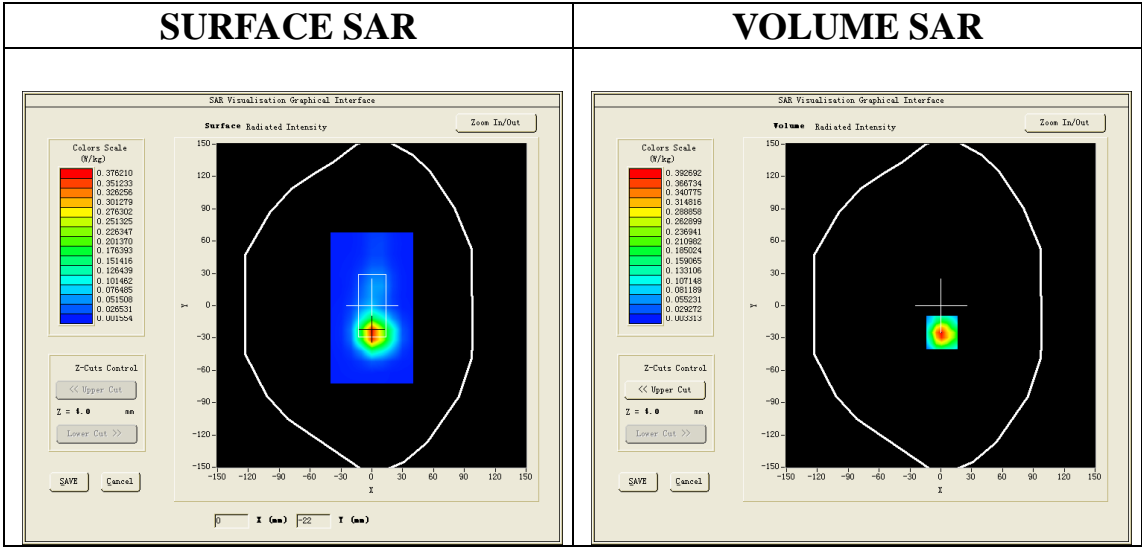 SURFACE SAR
VOLUME SAR
SAR Visualisation Graphical Interface
Surface Radiated Intensity
Zoom In/Out
Colors Scale
(W/kg)
0.376210
0.351233
0.326256
0.301279
0.276302
0.251325
0.226347
0.201370
0.176393
0.151416
0.126439
0.101462
0.076485
0.051508
0.026531
0.001554
150
120
90
60
30
0
-30
-60
-90
-120
-150
Y
-150 -120 -90 -60 -30 0 30 60 90 120 150
X
Z-Cuts Control
<< Upper Cut
Z = 4.0 mm
Lower Cut >>
SAVE Cancel
0 X (mm) -22 Y (mm)
SAR Visualisation Graphical Interface
Volume Radiated Intensity
Zoom In/Out
Colors Scale
(W/kg)
0.392692
0.366734
0.340775
0.314816
0.288858
0.262899
0.236941
0.210982
0.185024
0.159065
0.133106
0.107148
0.081189
0.055231
0.029272
0.003313
150
120
90
60
30
0
-30
-60
-90
-120
-150
Y
-150 -120 -90 -60 -30 0 30 60 90 120 150
X
Z-Cuts Control
<< Upper Cut
Z = 4.0 mm
Lower Cut >>
SAVE Cancel